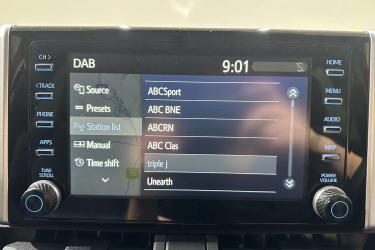 DAB
9:01
CH >
< TRACK
PHONE
APPS
TUNE
SCROLL
Source
Presets
Station list
Manual
Time shift
ABCSport
ABC BNE
ABCRN
ABC Clas
triple J
Unearth
HOME
MENU
AUDIO
MAP
POWER
VOLUME